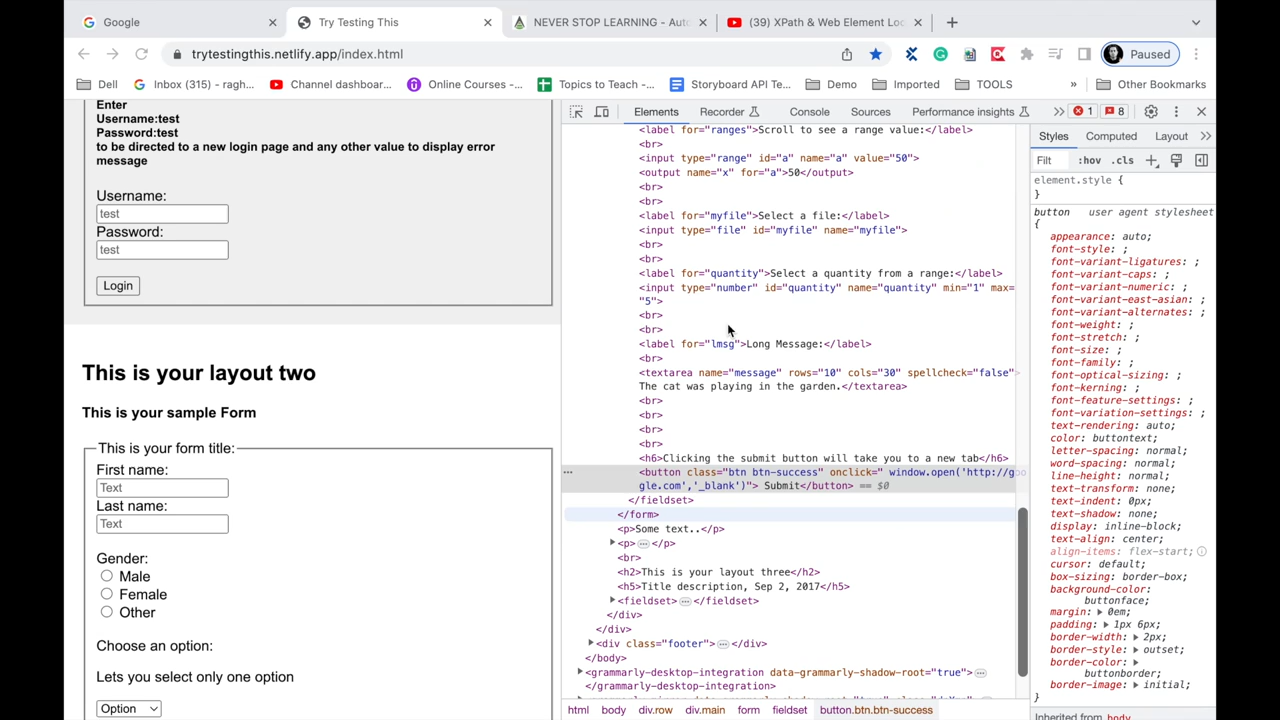 Google
Try Testing This
NEVER STOP LEARNING - Auto
(39) XPath & Web Element Loc
trytestingthis.netlify.app/index.html
Paused
Dell
Inbox (315) - ragh...
Channel dashboar...
Online Courses -...
Topics to Teach -...
Storyboard API Te...
Demo
Imported
TOOLS
»
Other Bookmarks
Enter
Username:test
Password:test
to be directed to a new login page and any other value to display error
message
Username:
test
Password:
test
Login
This is your layout two
This is your sample Form
This is your form title:
First name:
Text
Last name:
Text
Gender:
Male
Female
Other
Choose an option:
Lets you select only one option
Option
Elements
Recorder
Console
Sources
Performance insights
»
1
8
<label for="ranges">Scroll to see a range value:</label>
<br>
<input type="range" id="a" name="a" value="50">
<output name="x" for="a">50</output>
<br>
<br>
<label for="myfile">Select a file:</label>
<input type="file" id="myfile" name="myfile">
<br>
<br>
<label for="quantity">Select a quantity from a range:</label>
<input type="number" id="quantity" name="quantity" min="1" max=
"5">
<br>
<br>
<label for="lmsg">Long Message:</label>
<br>
<textarea name="message" rows="10" cols="30" spellcheck="false">
The cat was playing in the garden.</textarea>
<br>
<br>
<br>
<br>
<h6>Clicking the submit button will take you to a new tab</h6>
<button class="btn btn-success" onclick=" window.open('http://goo
gle.com','_blank')"> Submit</button> == $0
</fieldset>
</form>
<p>Some text..</p>
<p>…</p>
<br>
<h2>This is your layout three</h2>
<h5>Title description, Sep 2, 2017</h5>
<fieldset>…</fieldset>
</div>
</div>
<div class="footer">…</div>
</body>
<grammarly-desktop-integration data-grammarly-shadow-root="true">…
</grammarly-desktop-integration>
html body div.row div.main form fieldset button.btn.btn-success
Styles
Computed
Layout
»
Filt
:hov .cls
element.style {
}
button user agent stylesheet
{
appearance: auto;
font-style: ;
font-variant-ligatures: ;
font-variant-caps: ;
font-variant-numeric: ;
font-variant-east-asian: ;
font-variant-alternates: ;
font-weight: ;
font-stretch: ;
font-size: ;
font-family: ;
font-optical-sizing: ;
font-kerning: ;
font-feature-settings: ;
font-variation-settings: ;
text-rendering: auto;
color: buttontext;
letter-spacing: normal;
word-spacing: normal;
line-height: normal;
text-transform: none;
text-indent: 0px;
text-shadow: none;
display: inline-block;
text-align: center;
align-items: flex-start;
cursor: default;
box-sizing: border-box;
background-color:
buttonface;
margin: 0em;
padding: 1px 6px;
border-width: 2px;
border-style: outset;
border-color:
buttonborder;
border-image: initial;
}
Inherited from body